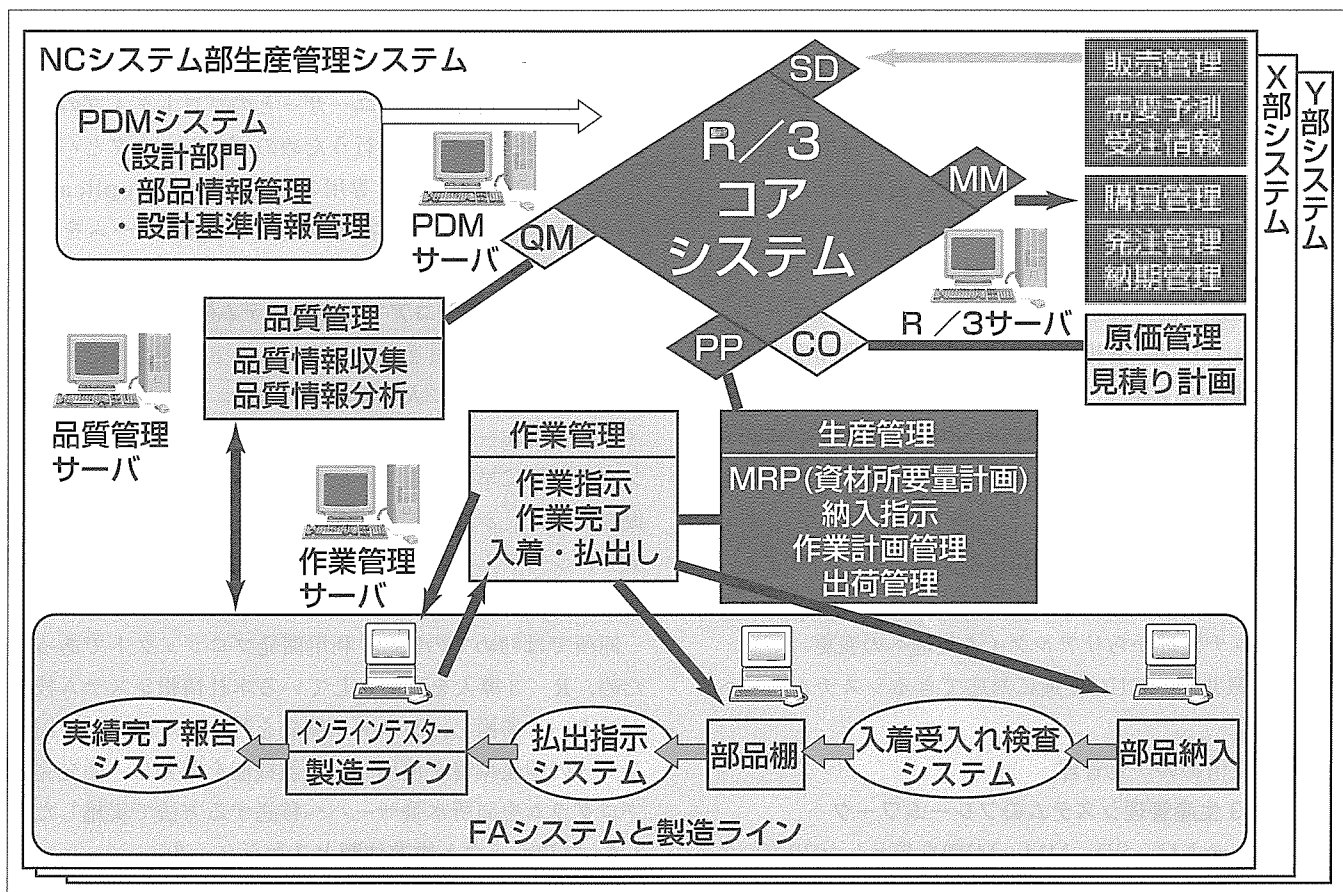 NCシステム部生産管理システム
PDMシステム
(設計部門)
・部品情報管理
・設計基準情報管理
PDM
サーバ
R／3
コア
システム
SD
MM
QM
PP
CO
R／3サーバ
販売管理
需要予測
受注情報
購買管理
発注管理
納期管理
原価管理
見積り計画
X部システム
Y部システム
品質管理
品質情報収集
品質情報分析
品質管理
サーバ
作業管理
作業指示
作業完了
入着・払出し
作業管理
サーバ
生産管理
MRP(資材所要量計画)
納入指示
作業計画管理
出荷管理
実績完了報告
システム
インラインテスター
製造ライン
払出指示
システム
部品棚
入着受入れ検査
システム
部品納入
FAシステムと製造ライン